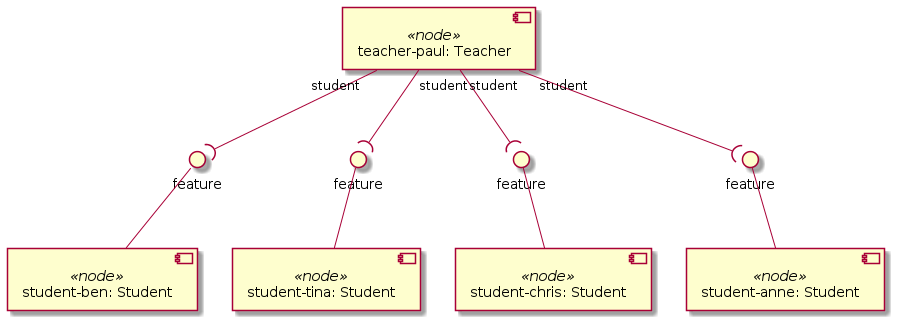 «node»
teacher-paul: Teacher
student
student
student
student
feature
feature
feature
feature
«node»
student-ben: Student
«node»
student-tina: Student
«node»
student-chris: Student
«node»
student-anne: Student